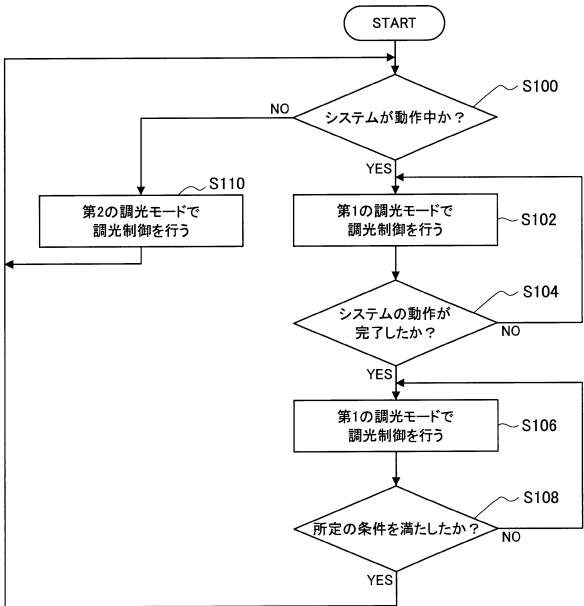 START
S100
システムが動作中か?
NO
YES
S110
第2の調光モードで
調光制御を行う
第1の調光モードで
調光制御を行う
S102
S104
システムの動作が
完了したか?
NO
YES
第1の調光モードで
調光制御を行う
S106
S108
所定の条件を満たしたか?
NO
YES